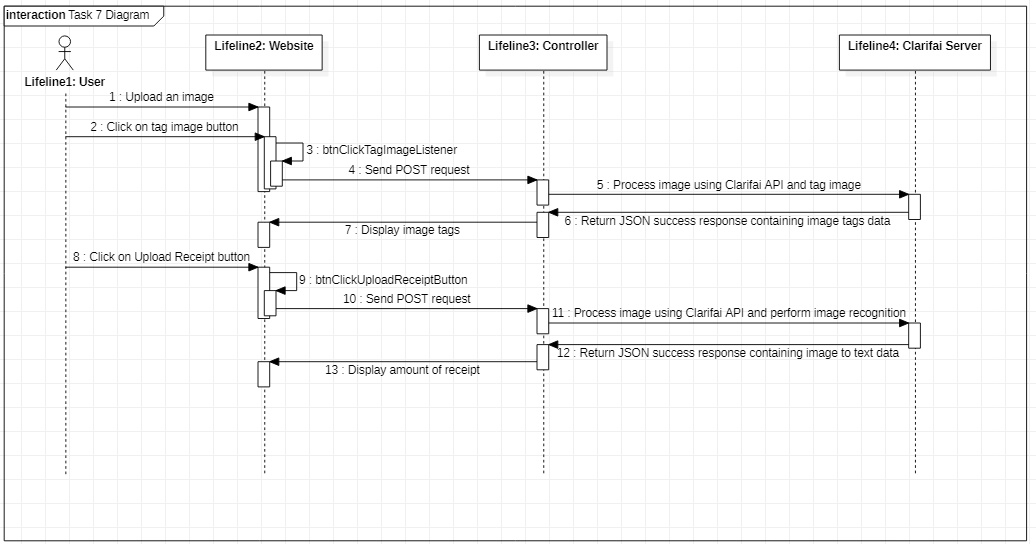 interaction Task 7 Diagram
Lifeline1: User
Lifeline2: Website
Lifeline3: Controller
Lifeline4: Clarifai Server
1 : Upload an image
2 : Click on tag image button
3 : btnClickTagImageListener
4 : Send POST request
5 : Process image using Clarifai API and tag image
6 : Return JSON success response containing image tags data
7 : Display image tags
8 : Click on Upload Receipt button
9 : btnClickUploadReceiptButton
10 : Send POST request
11 : Process image using Clarifai API and perform image recognition
12 : Return JSON success response containing image to text data
13 : Display amount of receipt